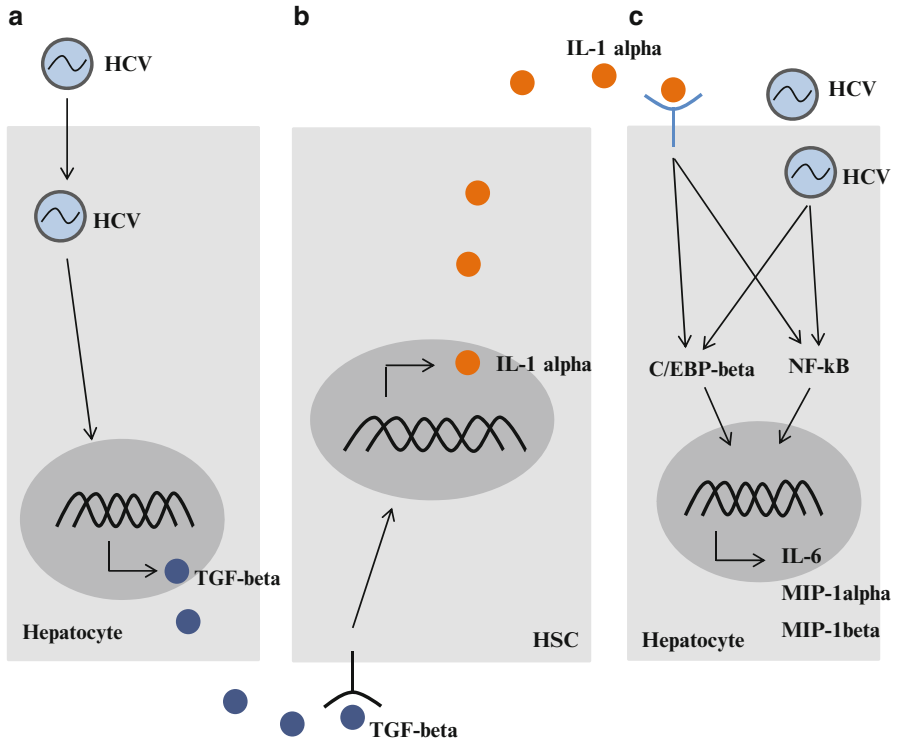 a
HCV
HCV
TGF-beta
Hepatocyte
b
IL-1 alpha
IL-1 alpha
HSC
TGF-beta
c
HCV
HCV
C/EBP-beta
NF-kB
IL-6
MIP-1alpha
MIP-1beta
Hepatocyte